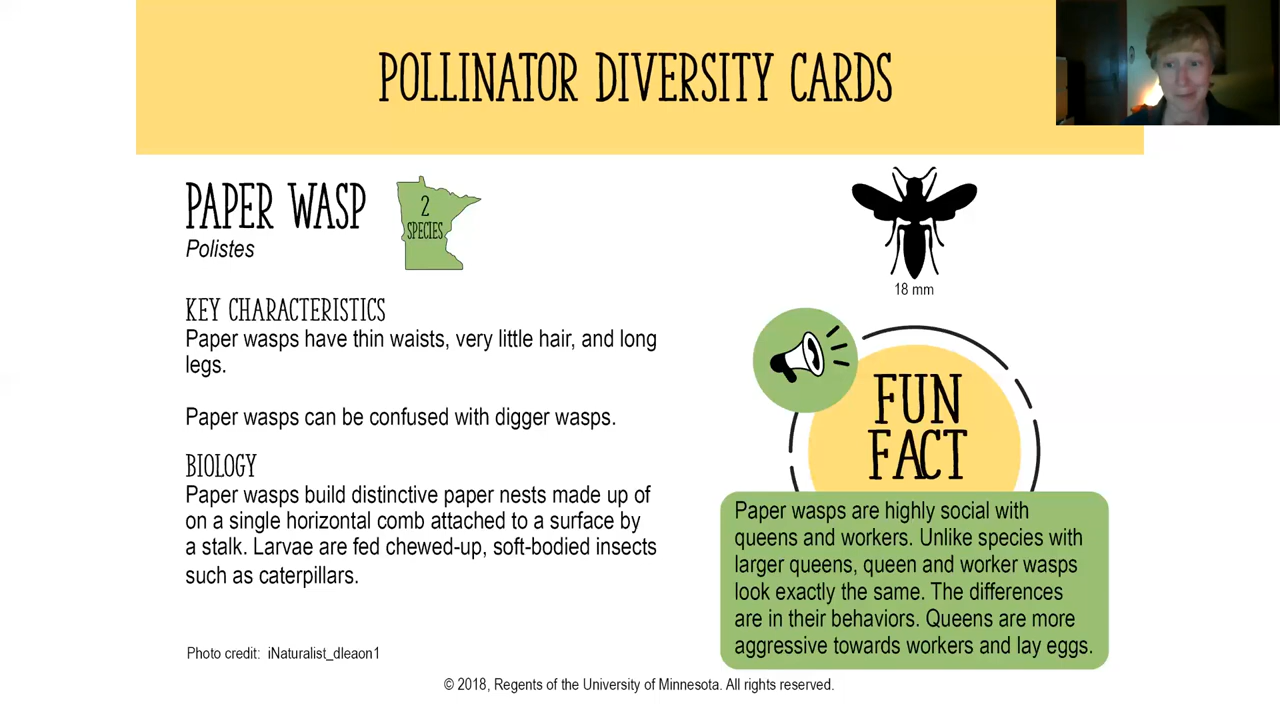 POLLINATOR DIVERSITY CARDS
PAPER WASP
Polistes
2
SPECIES
KEY CHARACTERISTICS
Paper wasps have thin waists, very little hair, and long
legs.
Paper wasps can be confused with digger wasps.
BIOLOGY
Paper wasps build distinctive paper nests made up of
on a single horizontal comb attached to a surface by
a stalk. Larvae are fed chewed-up, soft-bodied insects
such as caterpillars.
Photo credit: iNaturalist_dleaon1
18 mm
FUN
FACT
Paper wasps are highly social with
queens and workers. Unlike species with
larger queens, queen and worker wasps
look exactly the same. The differences
are in their behaviors. Queens are more
aggressive towards workers and lay eggs.
© 2018, Regents of the University of Minnesota. All rights reserved.